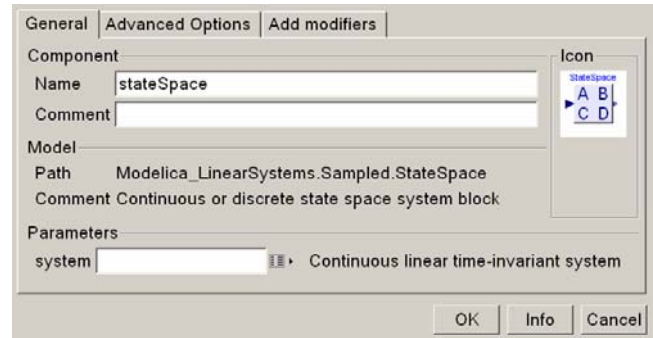 General Advanced Options Add modifiers
Component
Icon
Name stateSpace
StateSpace
A B
C D
Comment
Model
Path Modelica_LinearSystems.Sampled.StateSpace
Comment Continuous or discrete state space system block
Parameters
system Continuous linear time-invariant system
OK Info Cancel